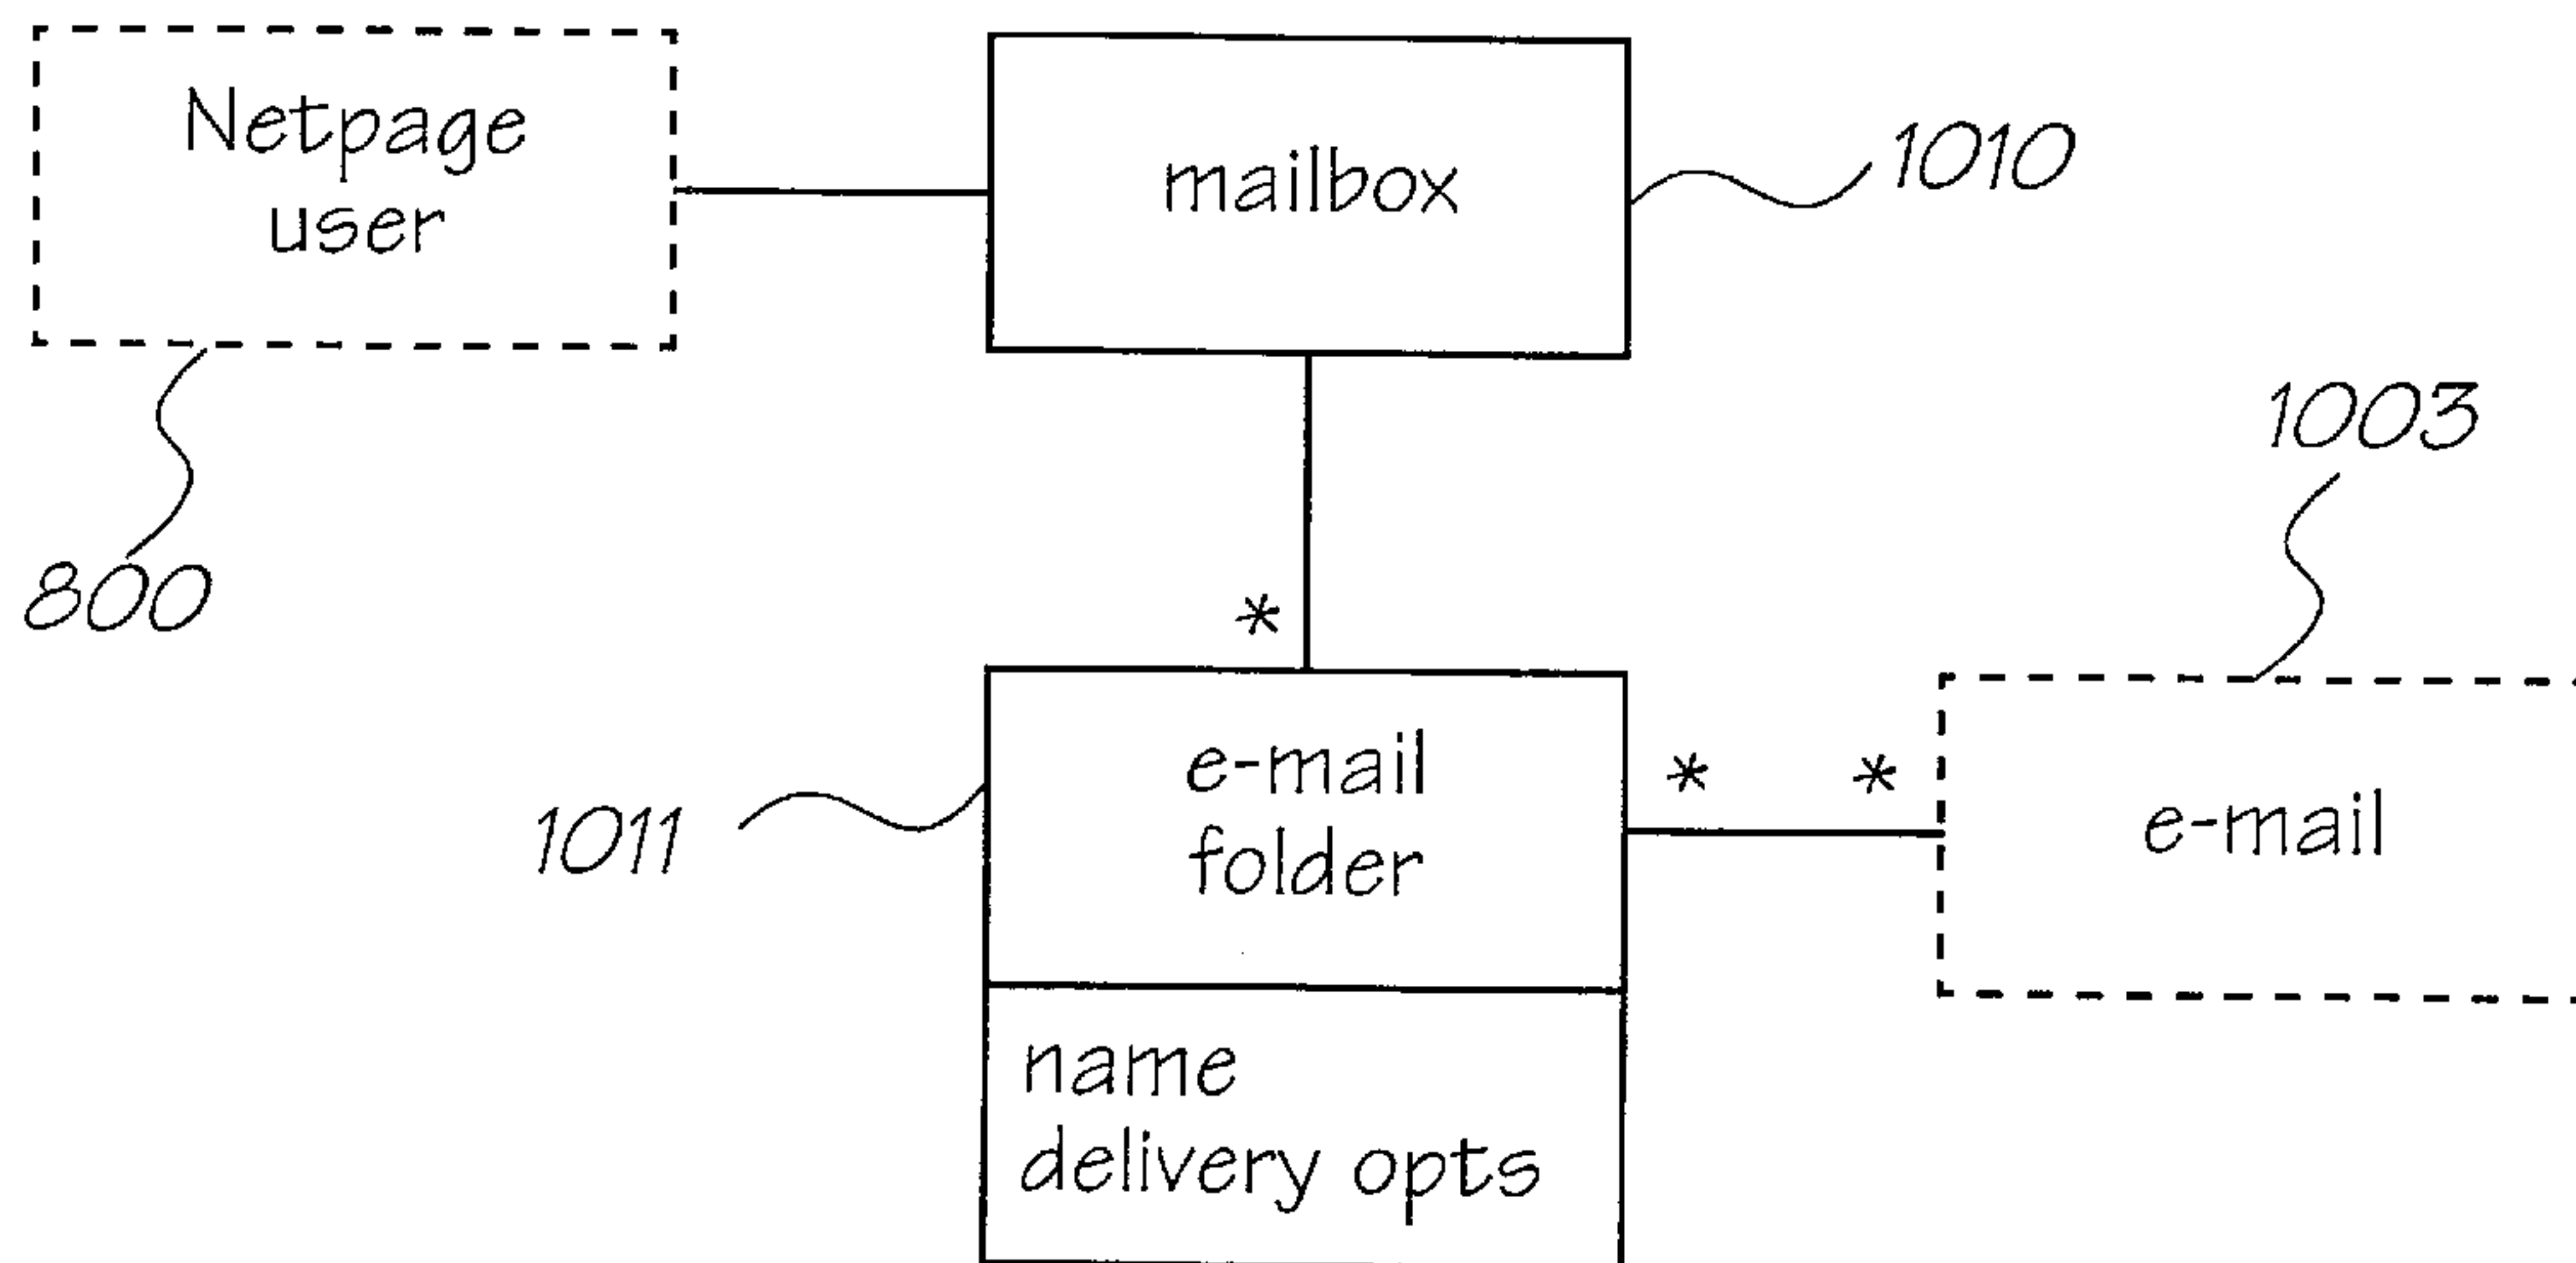 Netpage
user
mailbox
1010
800
1003
*
e-mail
folder
* *
e-mail
1011
name
delivery opts